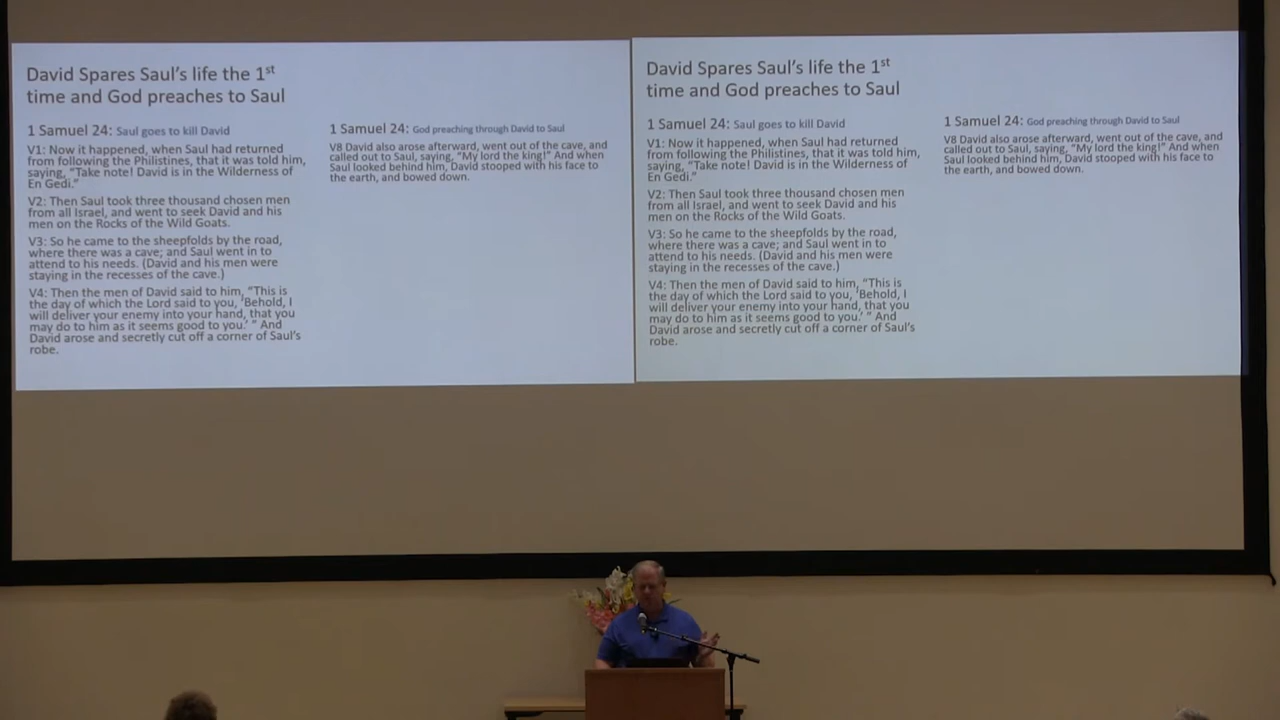 David Spares Saul's life the 1st
time and God preaches to Saul
1 Samuel 24: Saul goes to kill David
V1: Now it happened, when Saul had returned
from following the Philistines, that it was told him,
saying, "Take note! David is in the Wilderness of
En Gedi."
V2: Then Saul took three thousand chosen men
from all Israel, and went to seek David and his
men on the Rocks of the Wild Goats.
V3: So he came to the sheepfolds by the road,
where there was a cave; and Saul went in to
attend to his needs. (David and his men were
staying in the recesses of the cave.)
V4: Then the men of David said to him, "This is
the day of which the Lord said to you, 'Behold, I
will deliver your enemy into your hand, that you
may do to him as it seems good to you.' " And
David arose and secretly cut off a corner of Saul's
robe.
1 Samuel 24: God preaching through David to Saul
V8 David also arose afterward, went out of the cave, and
called out to Saul, saying, "My lord the king!" And when
Saul looked behind him, David stooped with his face to
the earth, and bowed down.
David Spares Saul's life the 1st
time and God preaches to Saul
1 Samuel 24: Saul goes to kill David
V1: Now it happened, when Saul had returned
from following the Philistines, that it was told him,
saying, "Take note! David is in the Wilderness of
En Gedi."
V2: Then Saul took three thousand chosen men
from all Israel, and went to seek David and his
men on the Rocks of the Wild Goats.
V3: So he came to the sheepfolds by the road,
where there was a cave; and Saul went in to
attend to his needs. (David and his men were
staying in the recesses of the cave.)
V4: Then the men of David said to him, "This is
the day of which the Lord said to you, 'Behold, I
will deliver your enemy into your hand, that you
may do to him as it seems good to you.' " And
David arose and secretly cut off a corner of Saul's
robe.
1 Samuel 24: God preaching through David to Saul
V8 David also arose afterward, went out of the cave, and
called out to Saul, saying, "My lord the king!" And when
Saul looked behind him, David stooped with his face to
the earth, and bowed down.